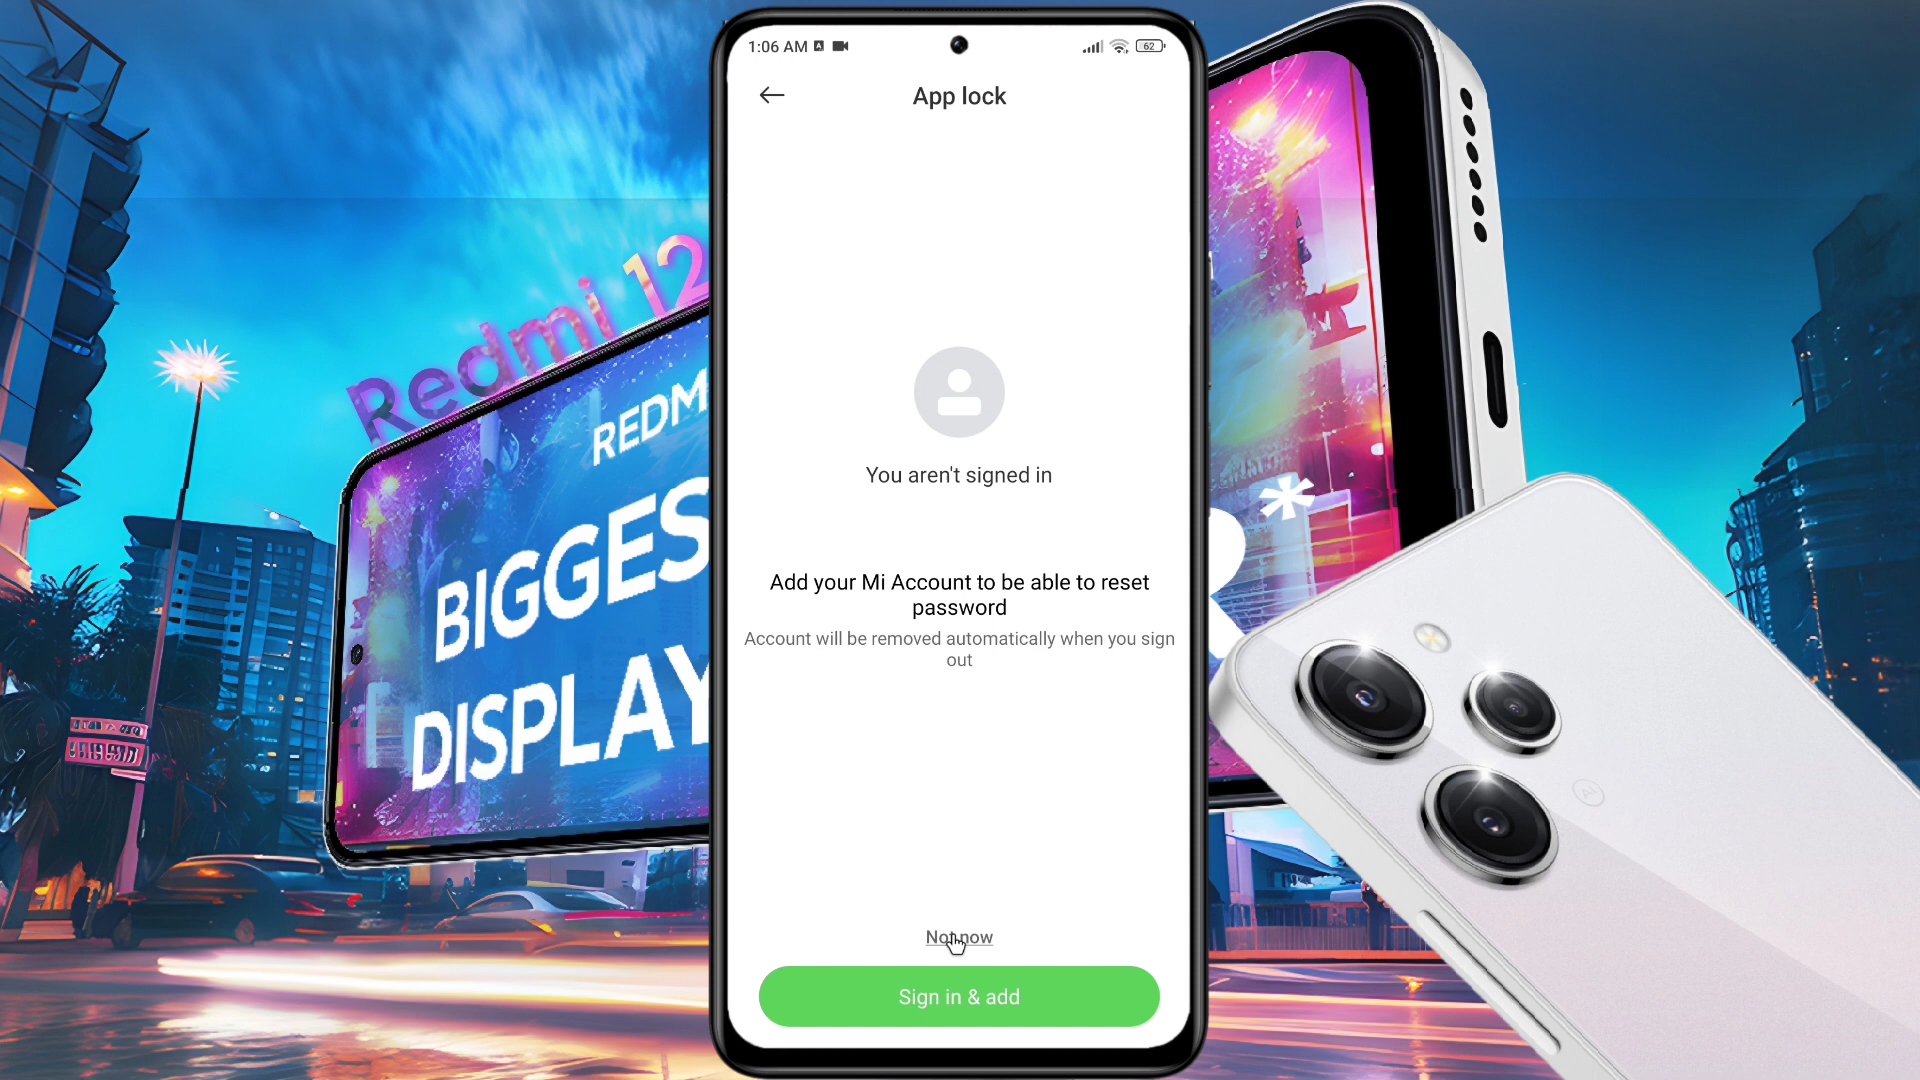 1:06 AM
62
App lock
Redmi 12
REDM
BIGGES
DISPLAY
R*
You aren't signed in
Add your Mi Account to be able to reset
password
Account will be removed automatically when you sign
out
Not now
Sign in & add